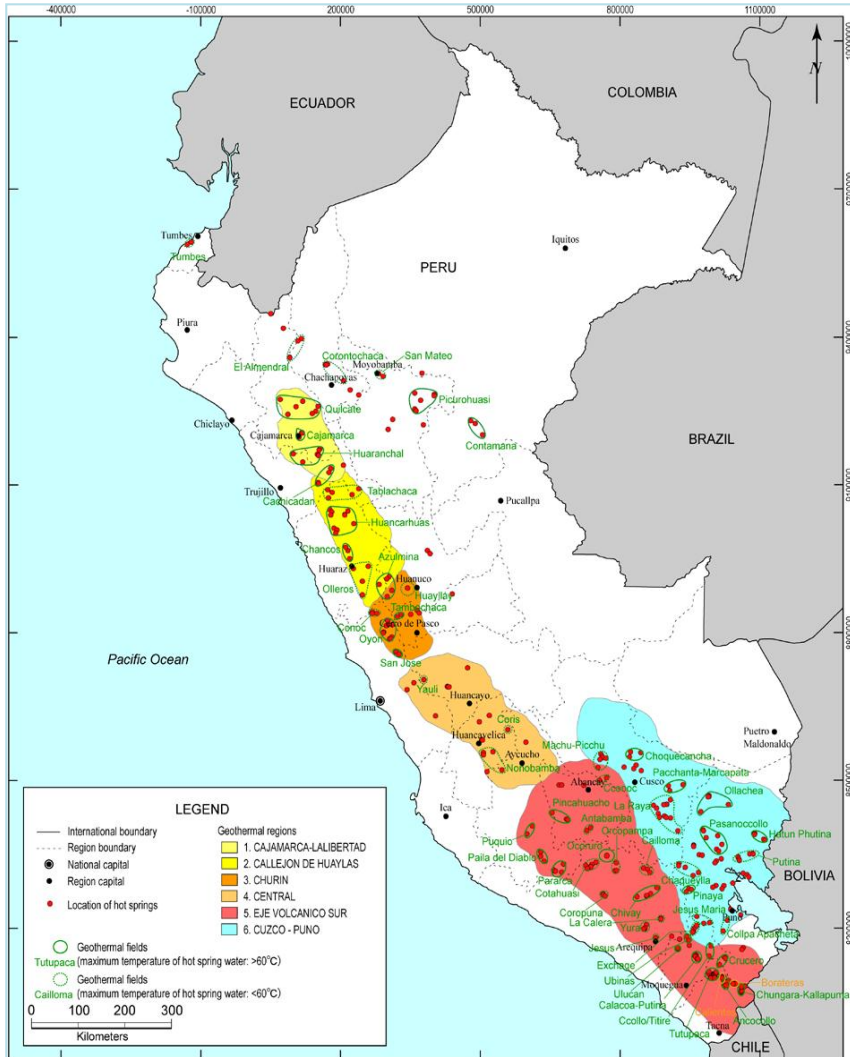 -400000
-100000
200000
500000
800000
1100000
N
ECUADOR
COLOMBIA
Tumbes
Tumbes
Iquitos
PERU
Piura
El Almendral
Corontochaca
San Mateo
Moyobamba
Chachapoyas
Picurohuasi
Quilcate
Chiclayo
Contamana
BRAZIL
Cajamarca
Cajamarca
Huaranchal
Trujillo
Cachicadan
Tablachaca
Pucallpa
Huancarhuas
Chancos
Azulmina
Huaraz
Huanuco
Olleros
Huayllay
Tambochaca
Conoc
Cerro de Pasco
Oyon
Pacific Ocean
San Jose
Yauli
Lima
Huancayo
Coris
Huancavelica
Machu-Picchu
Choquecancha
Puetro
Maldonado
Aycucho
Nonobamba
Pacchanta-Marcapata
Cusco
Abancay
Ollachea
Pincahuacho
La Raya
Ica
Antabamba
Pasanoccollo
Orcopampa
Puquio
Cailloma
Hutun Phutina
Ocoruro
Paila del Diablo
Putina
Chaqueylla
BOLIVIA
Pararca
Pinaya
Cotahuasi
Jesus Maria
Coropuna
Chivay
Puno
La Calera
Yura
Collpa Apacheta
Jesus
Arequipa
Exchage
Crucero
Ubinas
Moquegua
Borateras
Ulucan
Chungara-Kallapuma
Calacoa-Putina
Ccollo/Titire
Ancocollo
Tutupaca
Tacna
CHILE
LEGEND
International boundary
Region boundary
National capital
Region capital
Location of hot springs
Geothermal fields
Tutupaca (maximum temperature of hot spring water: >60°C)
Geothermal fields
Cailloma (maximum temperature of hot spring water: <60°C)
Geothermal regions
1. CAJAMARCA-LALIBERTAD
2. CALLEJON DE HUAYLAS
3. CHURIN
4. CENTRAL
5. EJE VOLCANICO SUR
6. CUZCO - PUNO
0 100 200 300
Kilometers